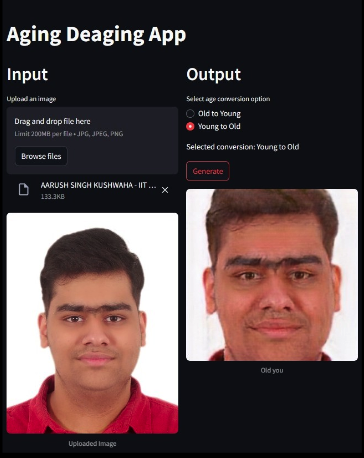 Aging Deaging App
Input
Upload an image
Drag and drop file here
Limit 200MB per file • JPG, JPEG, PNG
Browse files
AARUSH SINGH KUSHWAHA - IIT ...
133.3KB
Uploaded Image
Output
Select age conversion option
Old to Young
Young to Old
Selected conversion: Young to Old
Generate
Old you